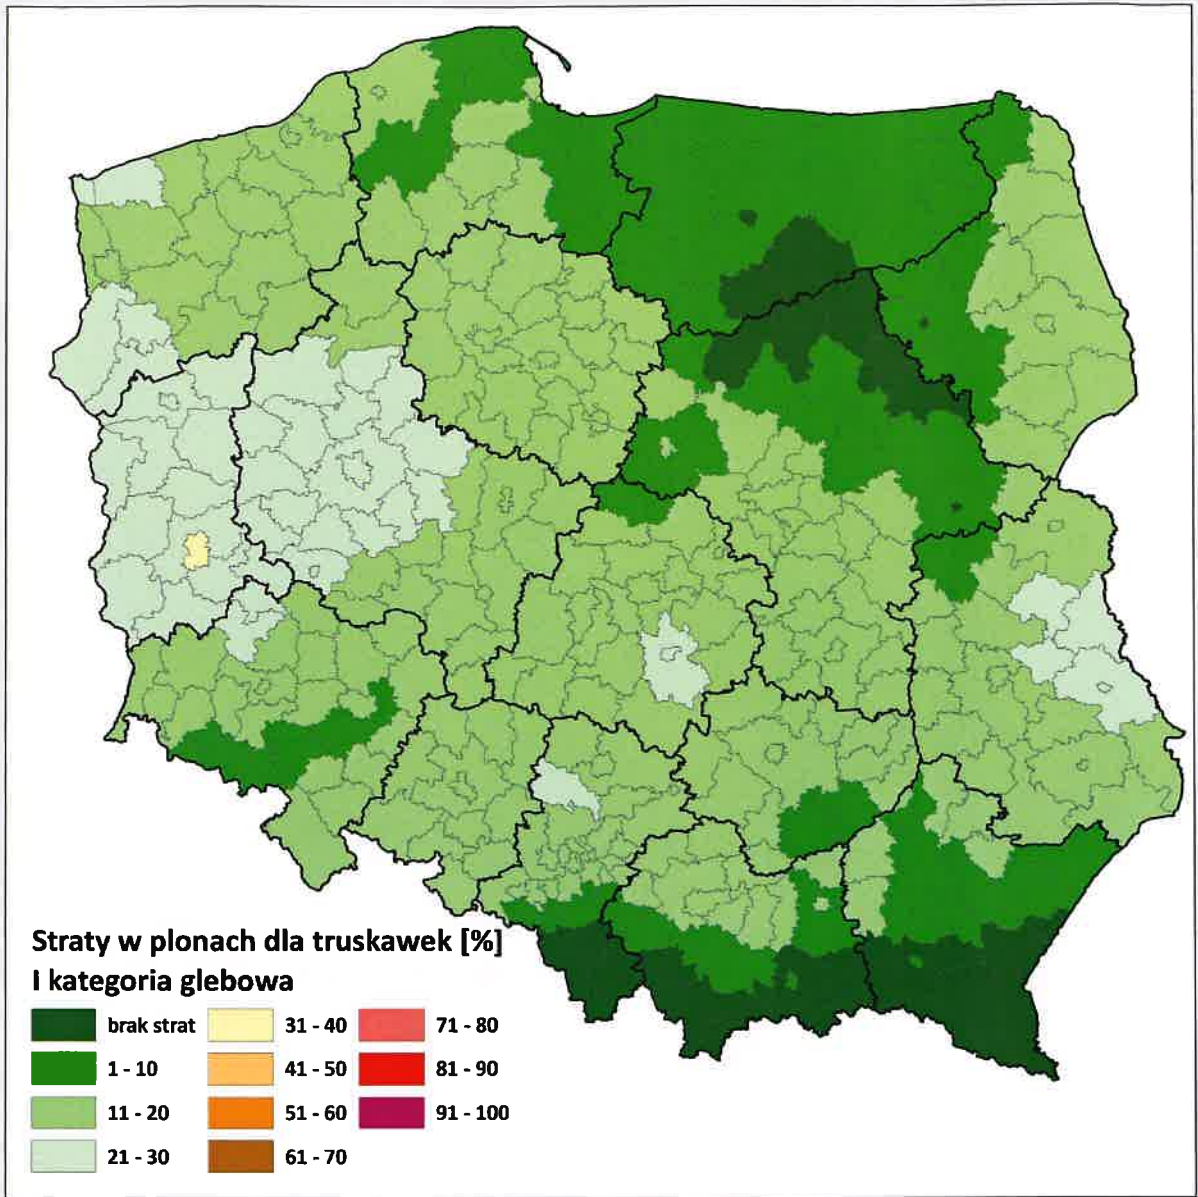 Straty w plonach dla truskawek [%]
I kategoria glebowa
brak strat
1 - 10
11 - 20
21 - 30
31 - 40
41 - 50
51 - 60
61 - 70
71 - 80
81 - 90
91 - 100